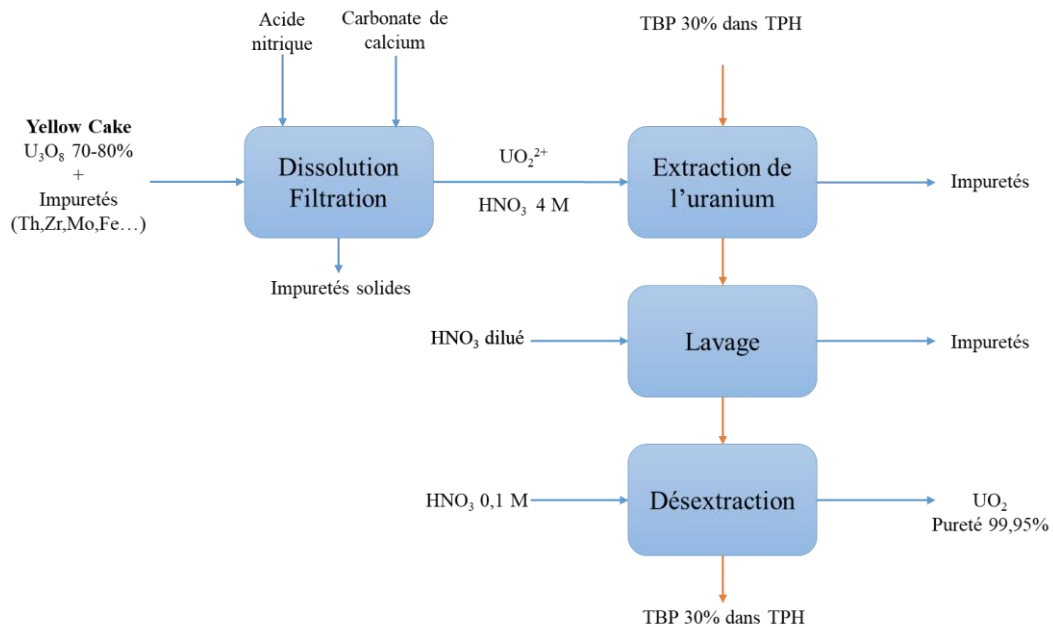 Acide
nitrique
Carbonate de
calcium
TBP 30% dans TPH
Yellow Cake
U₃O₈ 70-80%
+
Impuretés
(Th,Zr,Mo,Fe…)
Dissolution
Filtration
UO₂²⁺
HNO₃ 4 M
Extraction de
l’uranium
Impuretés
Impuretés solides
HNO₃ dilué
Lavage
Impuretés
HNO₃ 0,1 M
Désextraction
UO₂
Pureté 99,95%
TBP 30% dans TPH